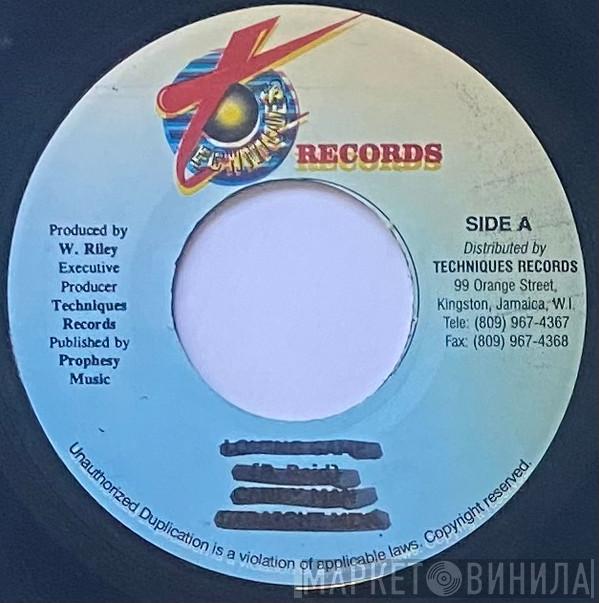 TECHNIQUES
RECORDS
Produced by
W. Riley
Executive
Producer
Techniques
Records
Published by
Prophesy
Music
SIDE A
Distributed by
TECHNIQUES RECORDS
99 Orange Street,
Kingston, Jamaica, W.I.
Tele: (809) 967-4367
Fax: (809) 967-4368
Unauthorized Duplication is a violation of applicable laws. Copyright reserved.
МАРКЕТ ВИНИЛА